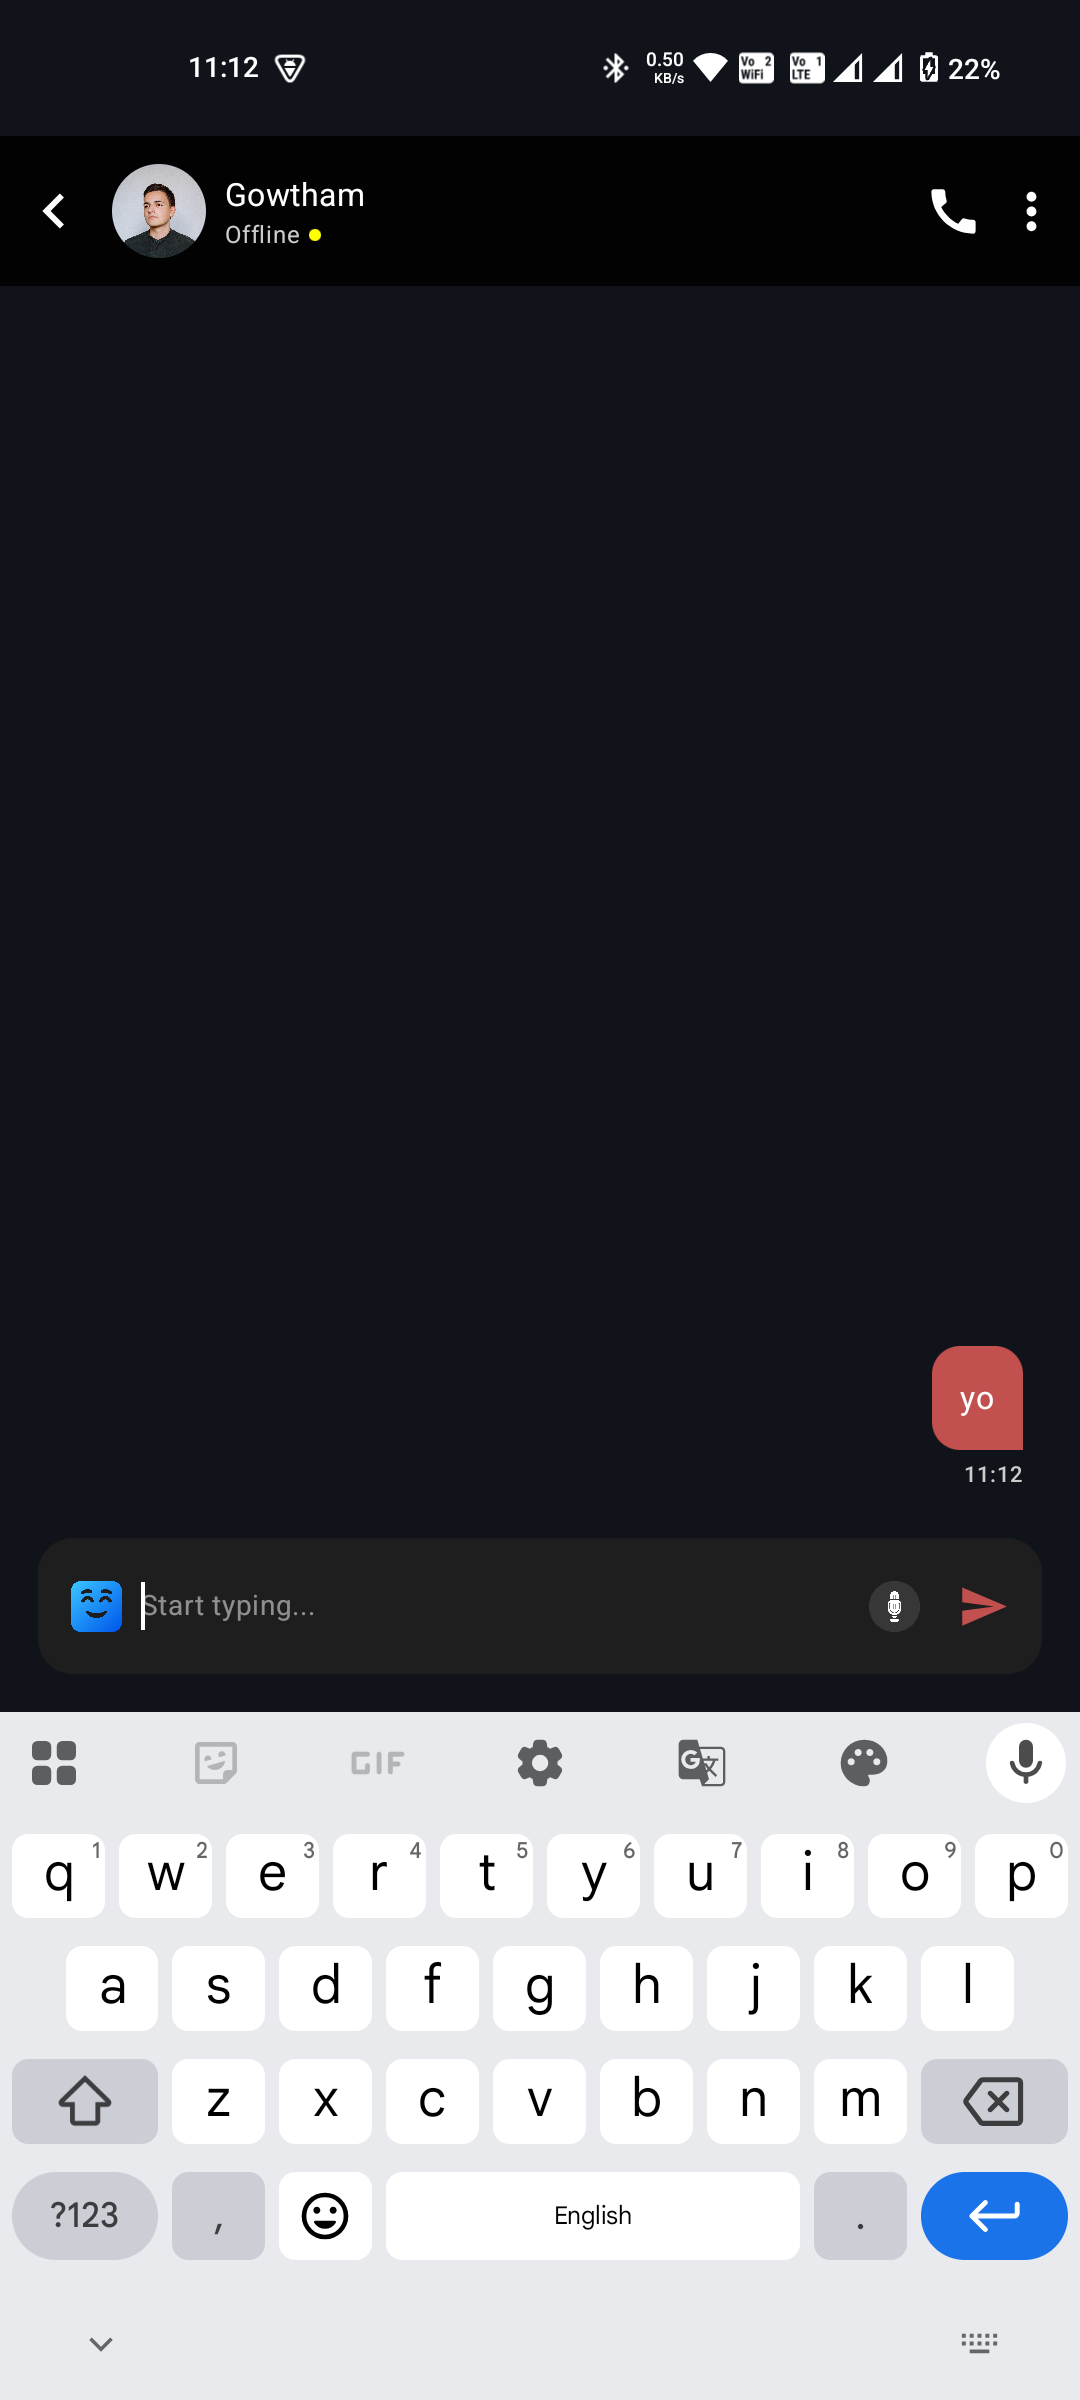 11:12 0.50 KB/s Vo 2 WiFi Vo 1 LTE 22%
Gowtham
Offline
yo
11:12
Start typing...
GIF G 文
q 1 w 2 e 3 r 4 t 5 y 6 u 7 i 8 o 9 p 0
a s d f g h j k l
z x c v b n m
?123 , English .